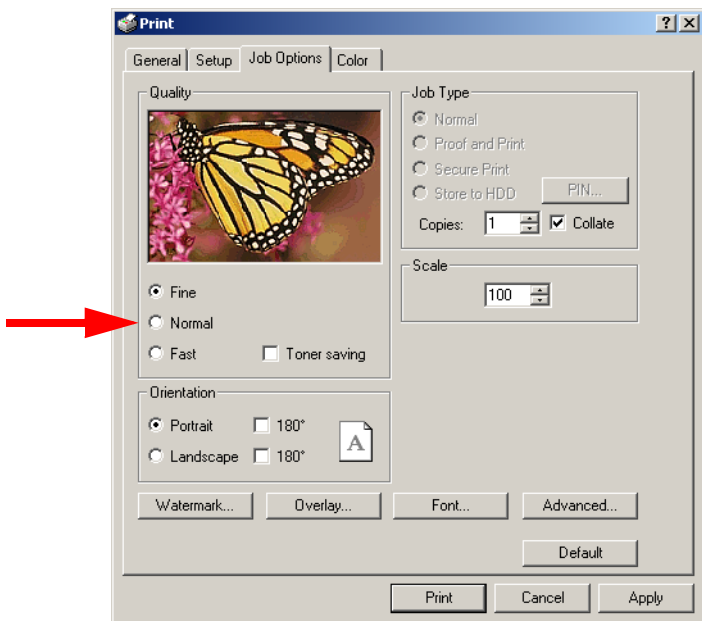 Print
General Setup Job Options Color
Quality
Fine
Normal
Fast Toner saving
Orientation
Portrait 180°
A
Landscape 180°
Job Type
Normal
Proof and Print
Secure Print
Store to HDD PIN...
Copies: 1 Collate
Scale
100
Watermark... Overlay... Font... Advanced...
Default
Print Cancel Apply